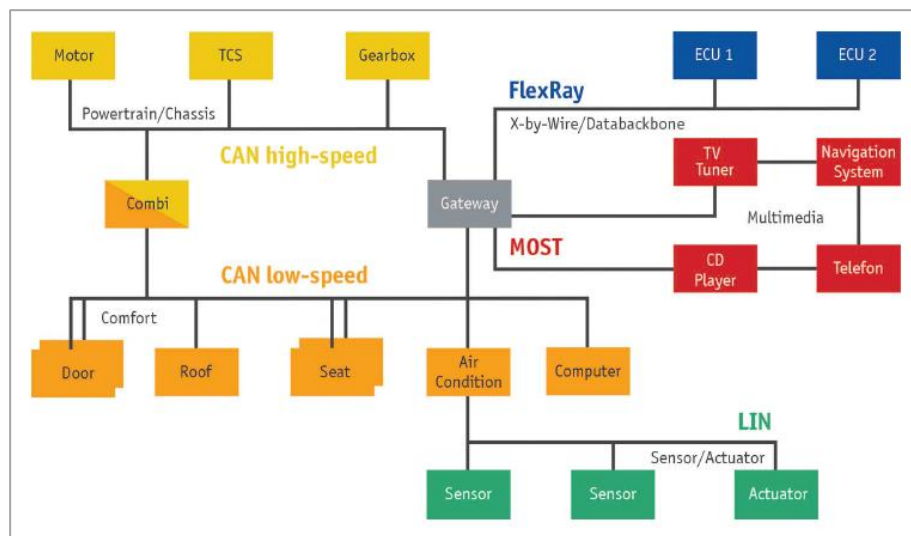 Motor
TCS
Gearbox
ECU 1
ECU 2
FlexRay
Powertrain/Chassis
X-by-Wire/Databackbone
CAN high-speed
TV
Tuner
Navigation
System
Combi
Gateway
Multimedia
MOST
CD
Player
Telefon
CAN low-speed
Comfort
Door
Roof
Seat
Air
Condition
Computer
LIN
Sensor/Actuator
Sensor
Sensor
Actuator